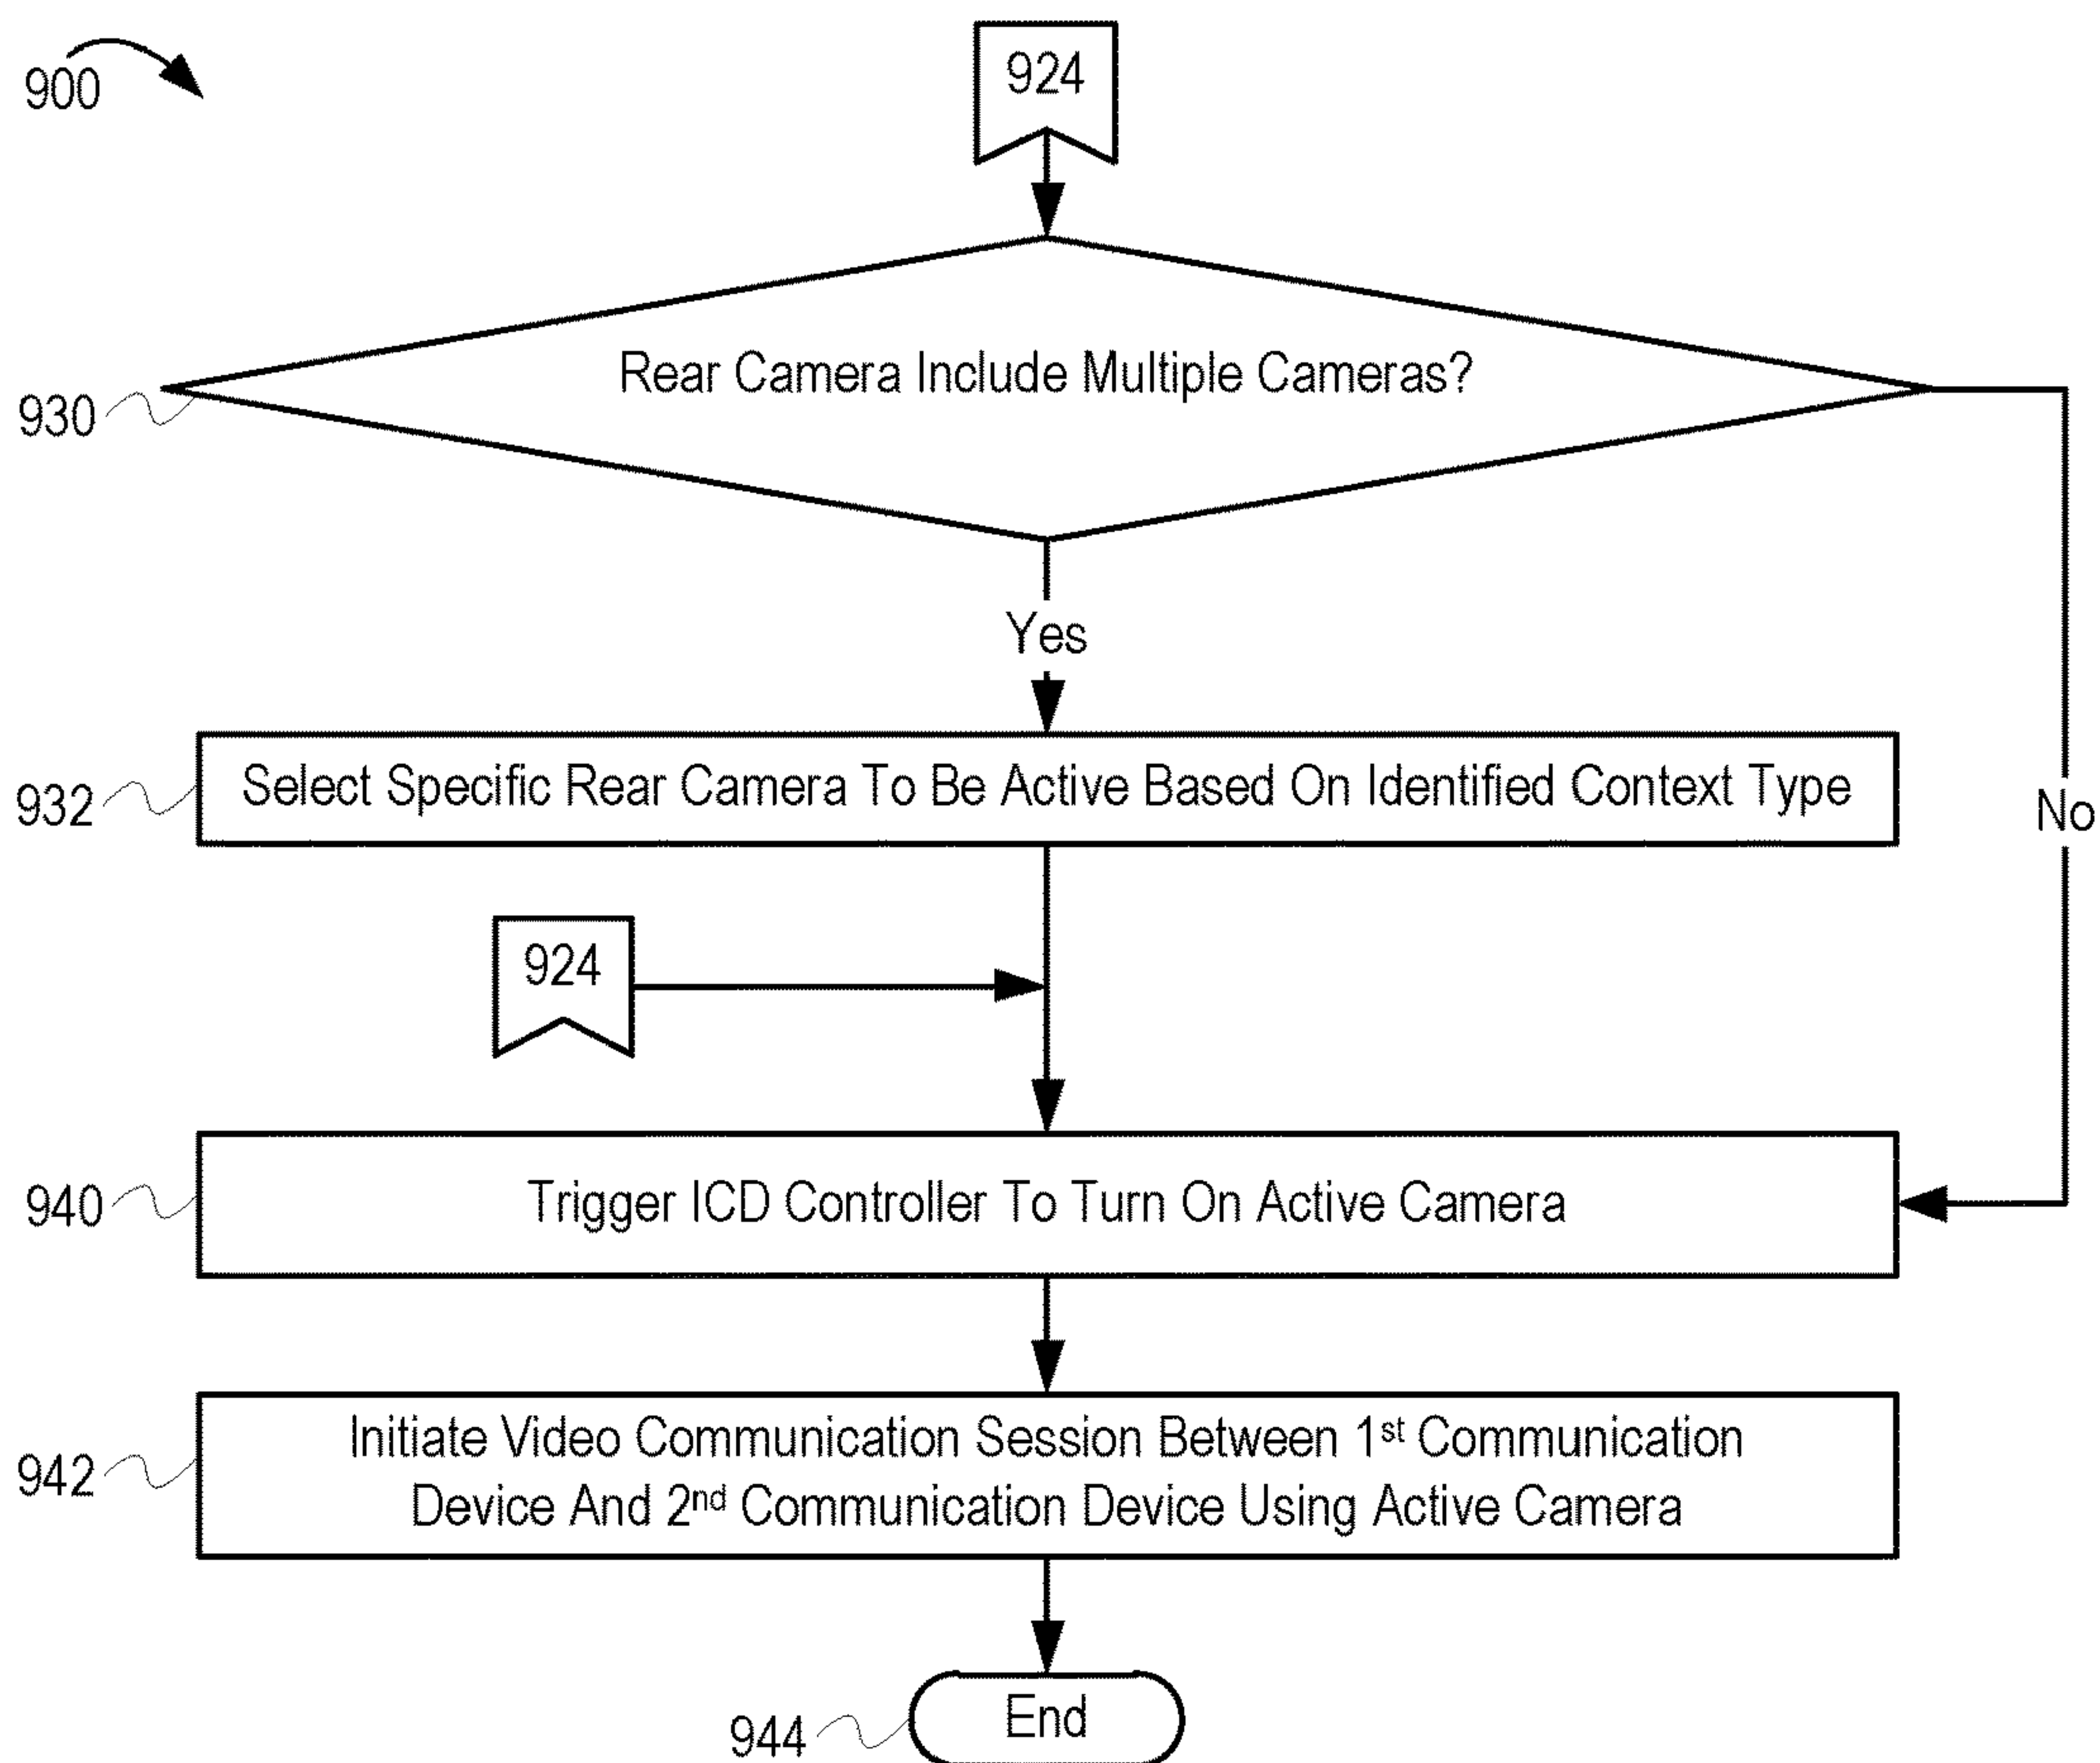 900
924
Rear Camera Include Multiple Cameras?
930
Yes
932
Select Specific Rear Camera To Be Active Based On Identified Context Type
No
924
940
Trigger ICD Controller To Turn On Active Camera
942
Initiate Video Communication Session Between 1st Communication
Device And 2nd Communication Device Using Active Camera
944
End